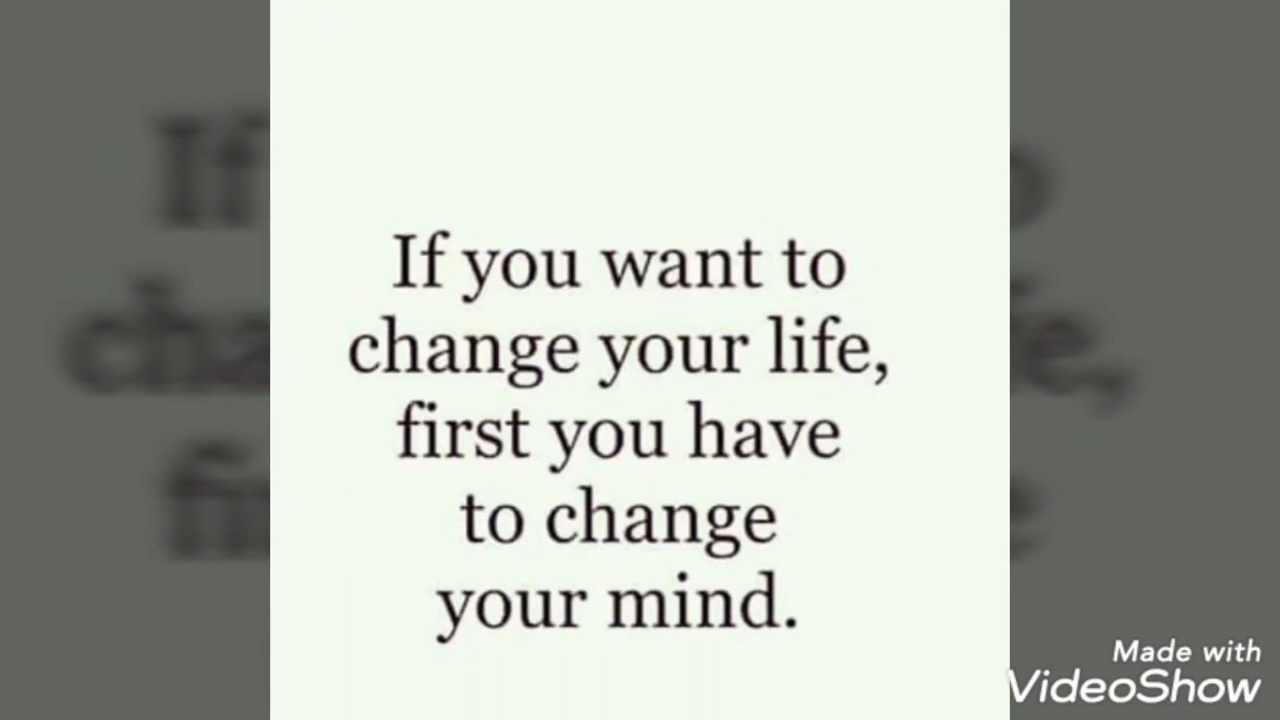 If you want to
change your life,
first you have
to change
your mind.
Made with
VideoShow